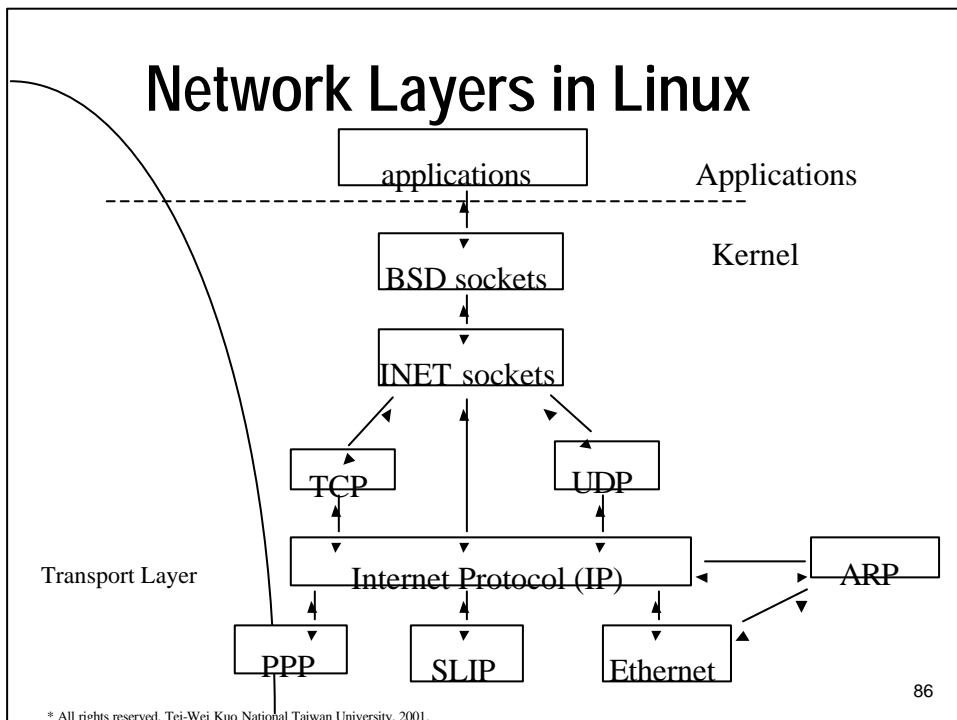 Network Layers in Linux
applications
Applications
Kernel
BSD sockets
INET sockets
TCP
UDP
Transport Layer
Internet Protocol (IP)
ARP
PPP
SLIP
Ethernet
86
* All rights reserved, Tei-Wei Kuo National Taiwan University, 2001.